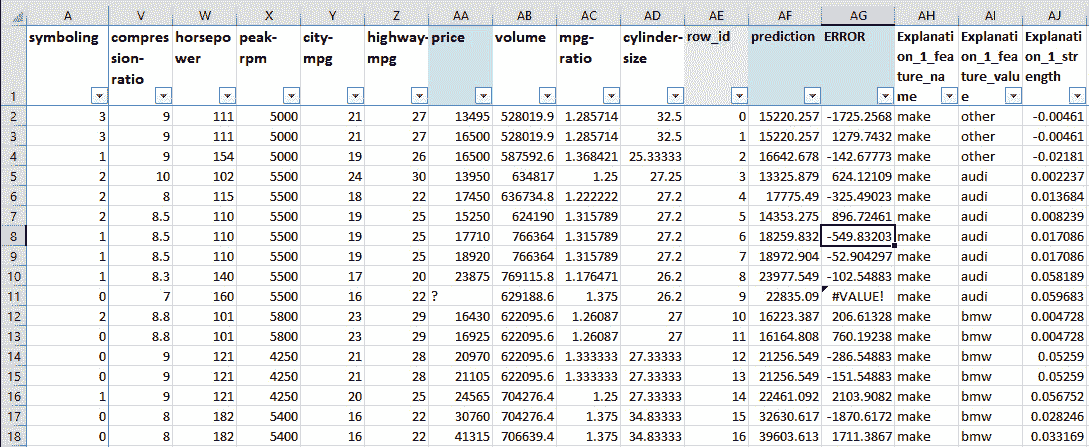 A V W X Y Z AA AB AC AD AE AF AG AH AI AJ
1 symboling compres sion- ratio horsepo wer peak- rpm city- mpg highway- mpg price volume mpg- ratio cylinder- size row_id prediction ERROR Explanati on_1_fea ture_na me Explanati on_1_fea ture_valu e Explanati on_1_str ength
2 3 9 111 5000 21 27 13495 528019.9 1.285714 32.5 0 15220.257 -1725.2568 make other -0.00461
3 3 9 111 5000 21 27 16500 528019.9 1.285714 32.5 1 15220.257 1279.7432 make other -0.00461
4 1 9 154 5000 19 26 16500 587592.6 1.368421 25.33333 2 16642.678 -142.67773 make other -0.02181
5 2 10 102 5500 24 30 13950 634817 1.25 27.25 3 13325.879 624.12109 make audi 0.002237
6 2 8 115 5500 18 22 17450 636734.8 1.222222 27.2 4 17775.49 -325.49023 make audi 0.013684
7 2 8.5 110 5500 19 25 15250 624190 1.315789 27.2 5 14353.275 896.72461 make audi 0.008239
8 1 8.5 110 5500 19 25 17710 766364 1.315789 27.2 6 18259.832 -549.83203 make audi 0.017086
9 1 8.5 110 5500 19 25 18920 766364 1.315789 27.2 7 18972.904 -52.904297 make audi 0.017086
10 1 8.3 140 5500 17 20 23875 769115.8 1.176471 26.2 8 23977.549 -102.54883 make audi 0.058189
11 0 7 160 5500 16 22 ? 629188.6 1.375 26.2 9 22835.09 #VALUE! make audi 0.059683
12 2 8.8 101 5800 23 29 16430 622095.6 1.26087 27 10 16223.387 206.61328 make bmw 0.004728
13 0 8.8 101 5800 23 29 16925 622095.6 1.26087 27 11 16164.808 760.19238 make bmw 0.004728
14 0 9 121 4250 21 28 20970 622095.6 1.333333 27.33333 12 21256.549 -286.54883 make bmw 0.05259
15 0 9 121 4250 21 28 21105 622095.6 1.333333 27.33333 13 21256.549 -151.54883 make bmw 0.05259
16 1 9 121 4250 20 25 24565 704276.4 1.25 27.33333 14 22461.092 2103.9082 make bmw 0.056752
17 0 8 182 5400 16 22 30760 704276.4 1.375 34.83333 15 32630.617 -1870.6172 make bmw 0.028246
18 0 8 182 5400 16 22 41315 706639.4 1.375 34.83333 16 39603.613 1711.3867 make bmw 0.033169